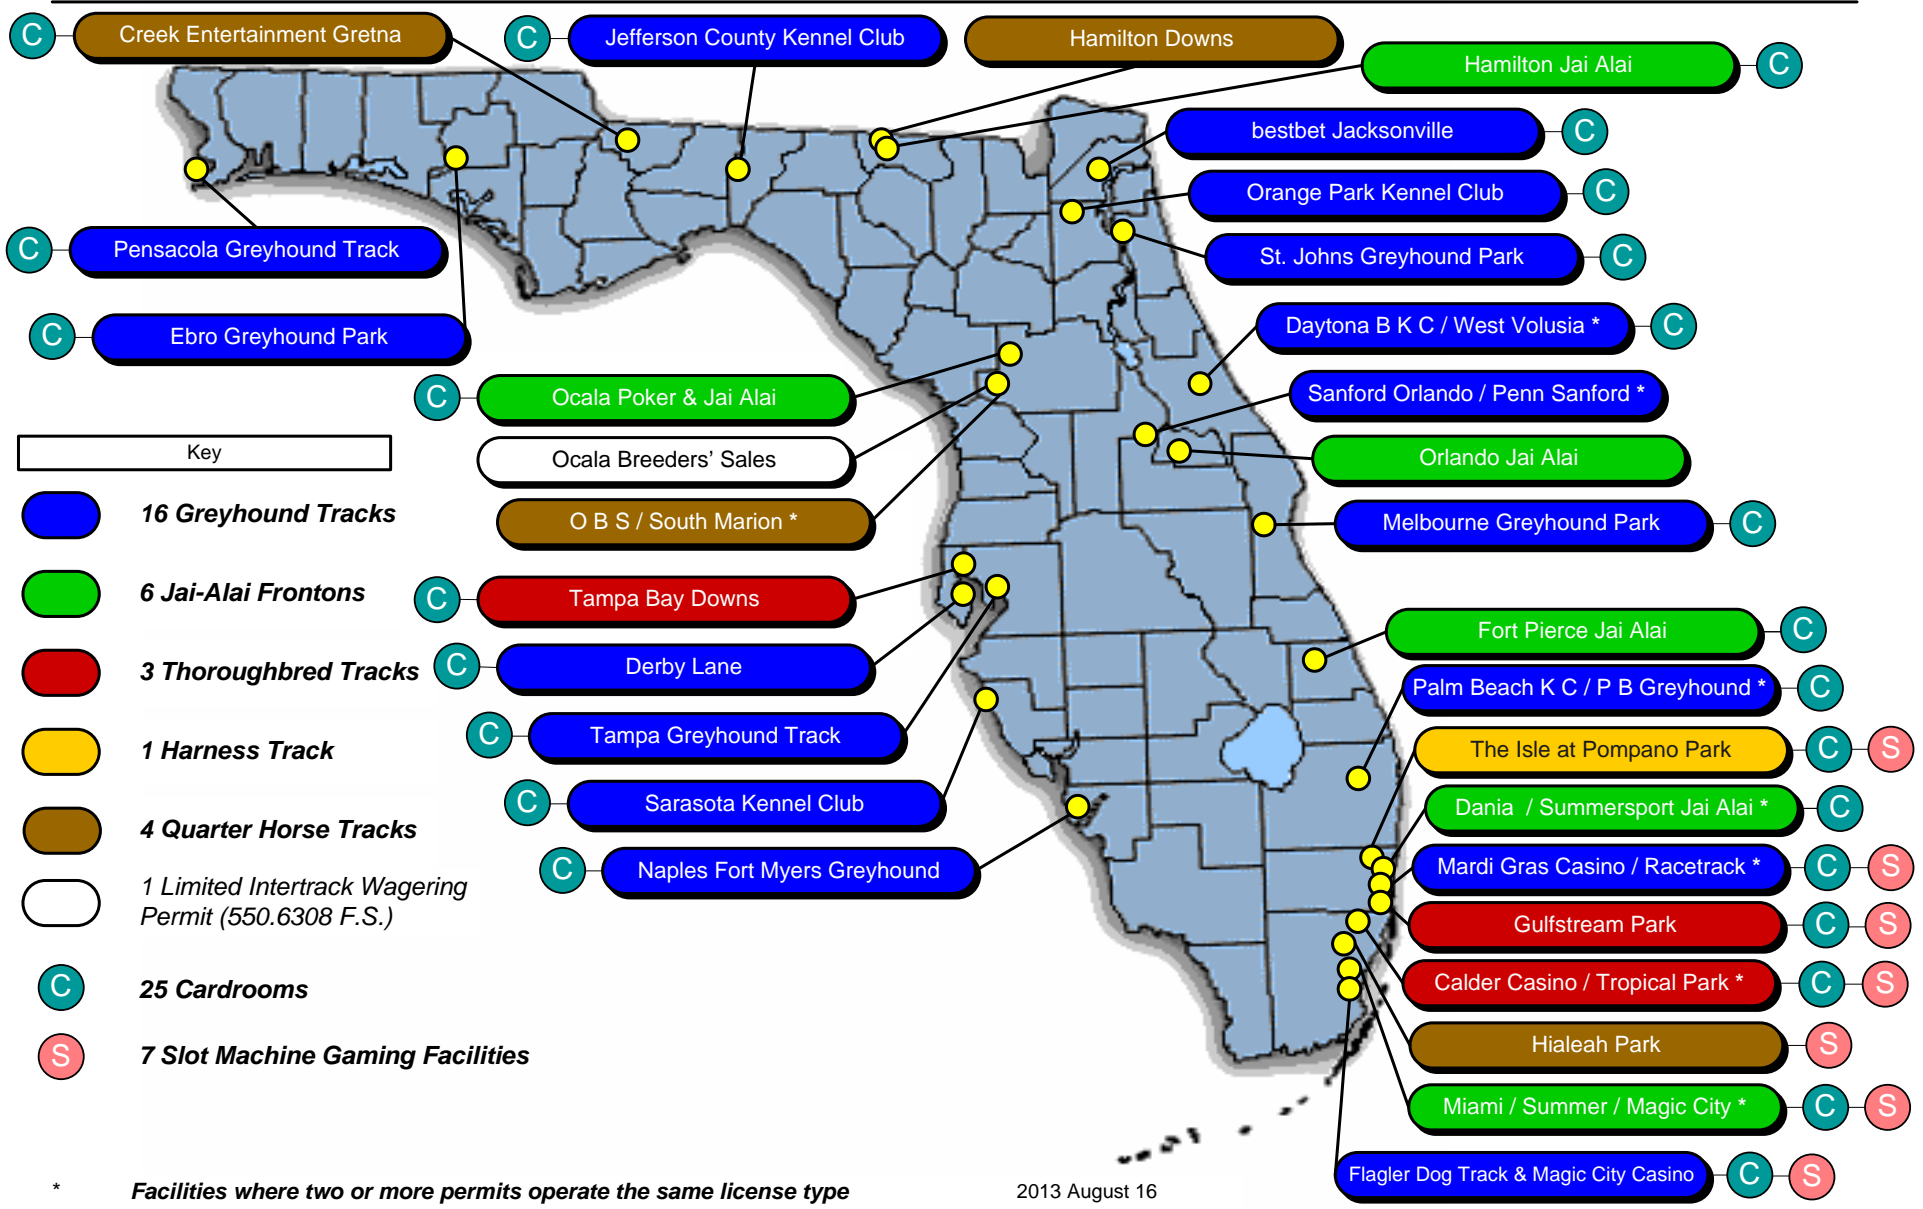 C Creek Entertainment Gretna
C Jefferson County Kennel Club
Hamilton Downs
Hamilton Jai Alai C
bestbet Jacksonville C
Orange Park Kennel Club C
C Pensacola Greyhound Track
St. Johns Greyhound Park C
C Ebro Greyhound Park
Daytona B K C / West Volusia * C
C Ocala Poker & Jai Alai
Sanford Orlando / Penn Sanford *
Ocala Breeders' Sales
Orlando Jai Alai
O B S / South Marion *
Melbourne Greyhound Park C
C Tampa Bay Downs
Fort Pierce Jai Alai C
C Derby Lane
Palm Beach K C / P B Greyhound * C
C Tampa Greyhound Track
The Isle at Pompano Park C S
C Sarasota Kennel Club
Dania / Summersport Jai Alai * C
C Naples Fort Myers Greyhound
Mardi Gras Casino / Racetrack * C S
Gulfstream Park C S
Calder Casino / Tropical Park * C S
Hialeah Park S
Miami / Summer / Magic City * C S
Flagler Dog Track & Magic City Casino C S
Key
16 Greyhound Tracks
6 Jai-Alai Frontons
3 Thoroughbred Tracks
1 Harness Track
4 Quarter Horse Tracks
1 Limited Intertrack Wagering
Permit (550.6308 F.S.)
C 25 Cardrooms
S 7 Slot Machine Gaming Facilities
* Facilities where two or more permits operate the same license type
2013 August 16